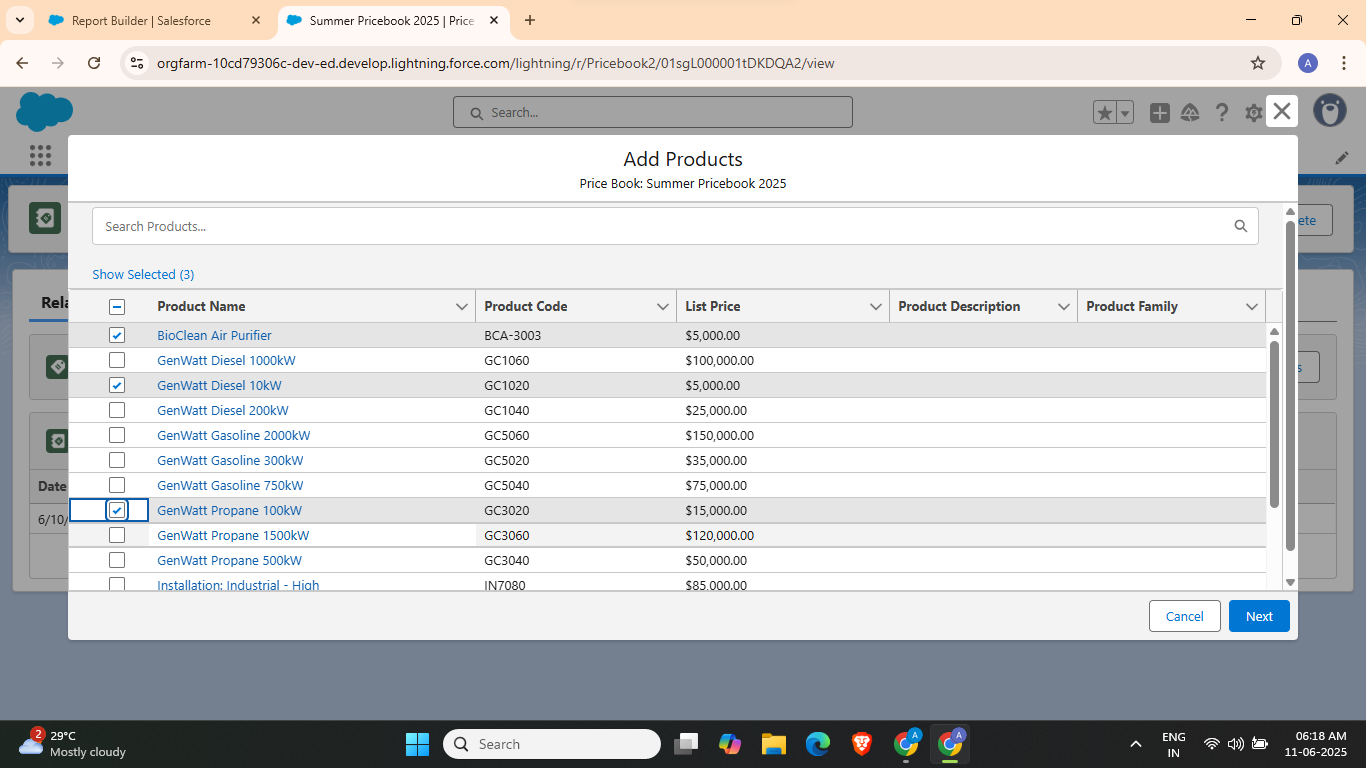 Report Builder | Salesforce
Summer Pricebook 2025 | Price
orgfarm-10cd79306c-dev-ed.develop.lightning.force.com/lightning/r/Pricebook2/01sgL000001tDKDQA2/view
A
Search...
Add Products
Price Book: Summer Pricebook 2025
Search Products...
Show Selected (3)
Product Name Product Code List Price Product Description Product Family
BioClean Air Purifier BCA-3003 $5,000.00
GenWatt Diesel 1000kW GC1060 $100,000.00
GenWatt Diesel 10kW GC1020 $5,000.00
GenWatt Diesel 200kW GC1040 $25,000.00
GenWatt Gasoline 2000kW GC5060 $150,000.00
GenWatt Gasoline 300kW GC5020 $35,000.00
GenWatt Gasoline 750kW GC5040 $75,000.00
GenWatt Propane 100kW GC3020 $15,000.00
GenWatt Propane 1500kW GC3060 $120,000.00
GenWatt Propane 500kW GC3040 $50,000.00
Installation: Industrial - High IN7080 $85,000.00
Rela
ete
s
Date
6/10/
Cancel Next
2
29°C
Mostly cloudy
Search
A
A
ENG
IN
06:18 AM
11-06-2025